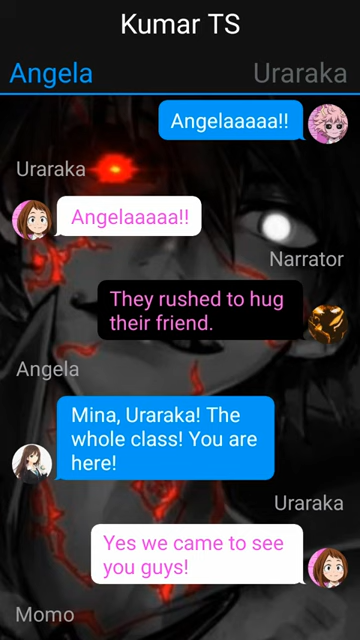 Kumar TS
Angela Uraraka
Angelaaaaa!!
Uraraka
Angelaaaaa!!
Narrator
They rushed to hug
their friend.
Angela
Mina, Uraraka! The
whole class! You are
here!
Uraraka
Yes we came to see
you guys!
Momo